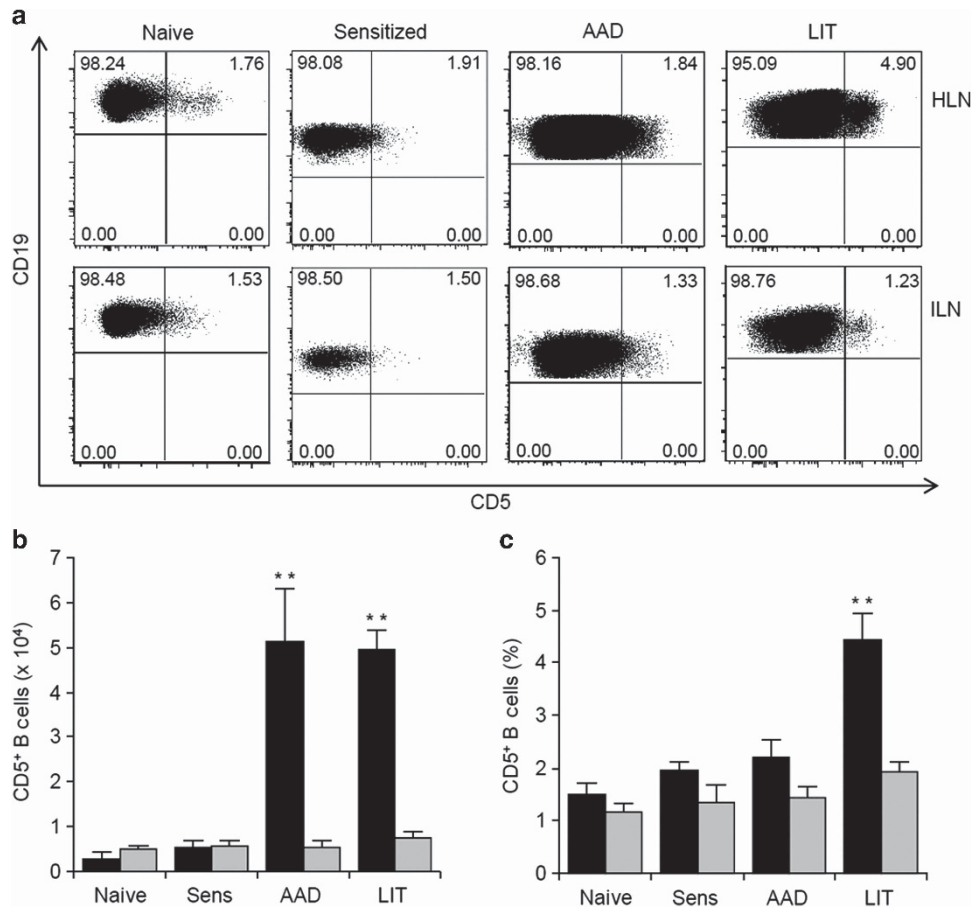 a
Naive Sensitized AAD LIT
98.24 1.76 98.08 1.91 98.16 1.84 95.09 4.90
HLN
0.00 0.00 0.00 0.00 0.00 0.00 0.00 0.00
98.48 1.53 98.50 1.50 98.68 1.33 98.76 1.23
ILN
0.00 0.00 0.00 0.00 0.00 0.00 0.00 0.00
CD19
CD5
b
7
6
5
4
3
2
1
0
CD5⁺ B cells (x 10⁴)
**
**
Naive Sens AAD LIT
c
6
5
4
3
2
1
0
CD5⁺ B cells (%)
**
Naive Sens AAD LIT